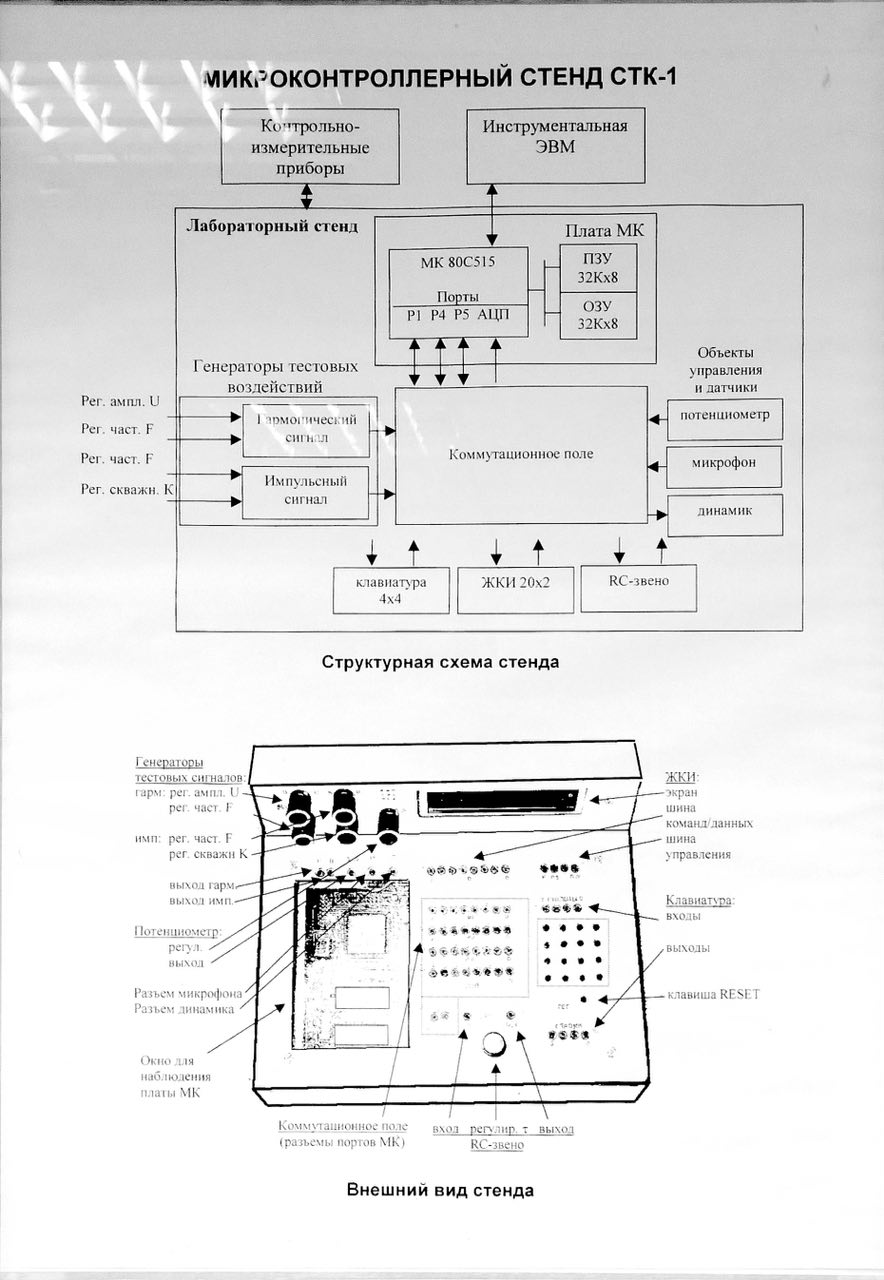 МИКРОКОНТРОЛЛЕРНЫЙ СТЕНД СТК-1
Контрольно-
измерительные
приборы
Инструментальная
ЭВМ
Лабораторный стенд
Плата МК
МК 80С515
Порты
Р1 Р4 Р5 АЦП
ПЗУ
32Кх8
ОЗУ
32Кх8
Генераторы тестовых
воздействий
Объекты
управления
и датчики
Рег. ампл. U
Рег. част. F
Рег. част. F
Рег. скважн. К
Гармонический
сигнал
Импульсный
сигнал
Коммутационное поле
потенциометр
микрофон
динамик
клавиатура
4х4
ЖКИ 20х2
RC-звено
Структурная схема стенда
Генераторы
тестовых сигналов:
гарм: рег. ампл. U
рег. част. F
имп: рег. част. F
рег. скважн К
выход гарм.
выход имп.
Потенциометр:
регул.
выход
Разъем микрофона
Разъем динамика
Окно для
наблюдения
платы МК
ЖКИ:
экран
шина
команд/данных
шина
управления
Клавиатура:
входы
выходы
клавиша RESET
Коммутационное поле
(разъемы портов МК)
вход регулир. τ выход
RC-звено
Внешний вид стенда